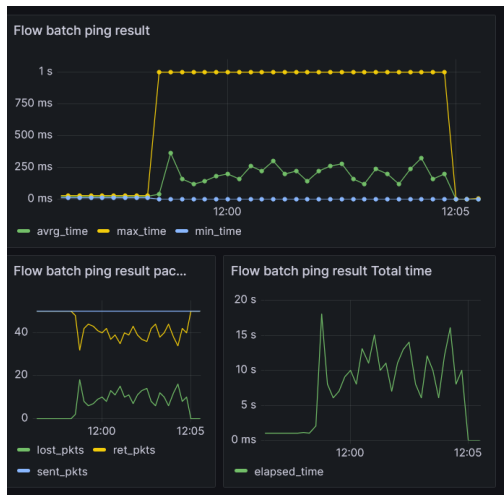 Flow batch ping result
1 s
750 ms
500 ms
250 ms
0 ms
12:00
12:05
avrg_time
max_time
min_time
Flow batch ping result pac...
40
20
0
12:00
12:05
lost_pkts
ret_pkts
sent_pkts
Flow batch ping result Total time
20 s
15 s
10 s
5 s
0 ms
12:00
12:05
elapsed_time